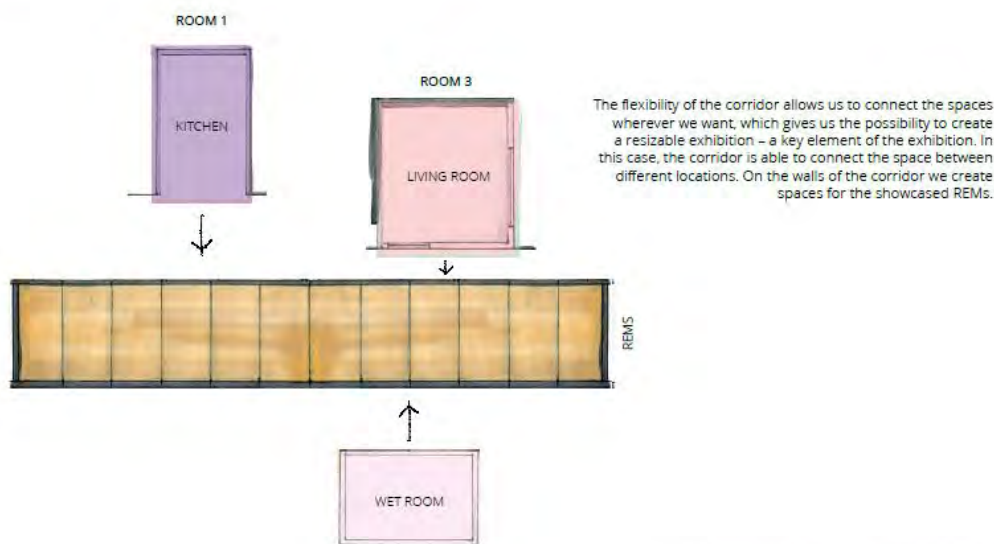 ROOM 1
KITCHEN
ROOM 3
LIVING ROOM
The flexibility of the corridor allows us to connect the spaces
wherever we want, which gives us the possibility to create
a resizable exhibition – a key element of the exhibition. In
this case, the corridor is able to connect the space between
different locations. On the walls of the corridor we create
spaces for the showcased REMs.
REMS
WET ROOM